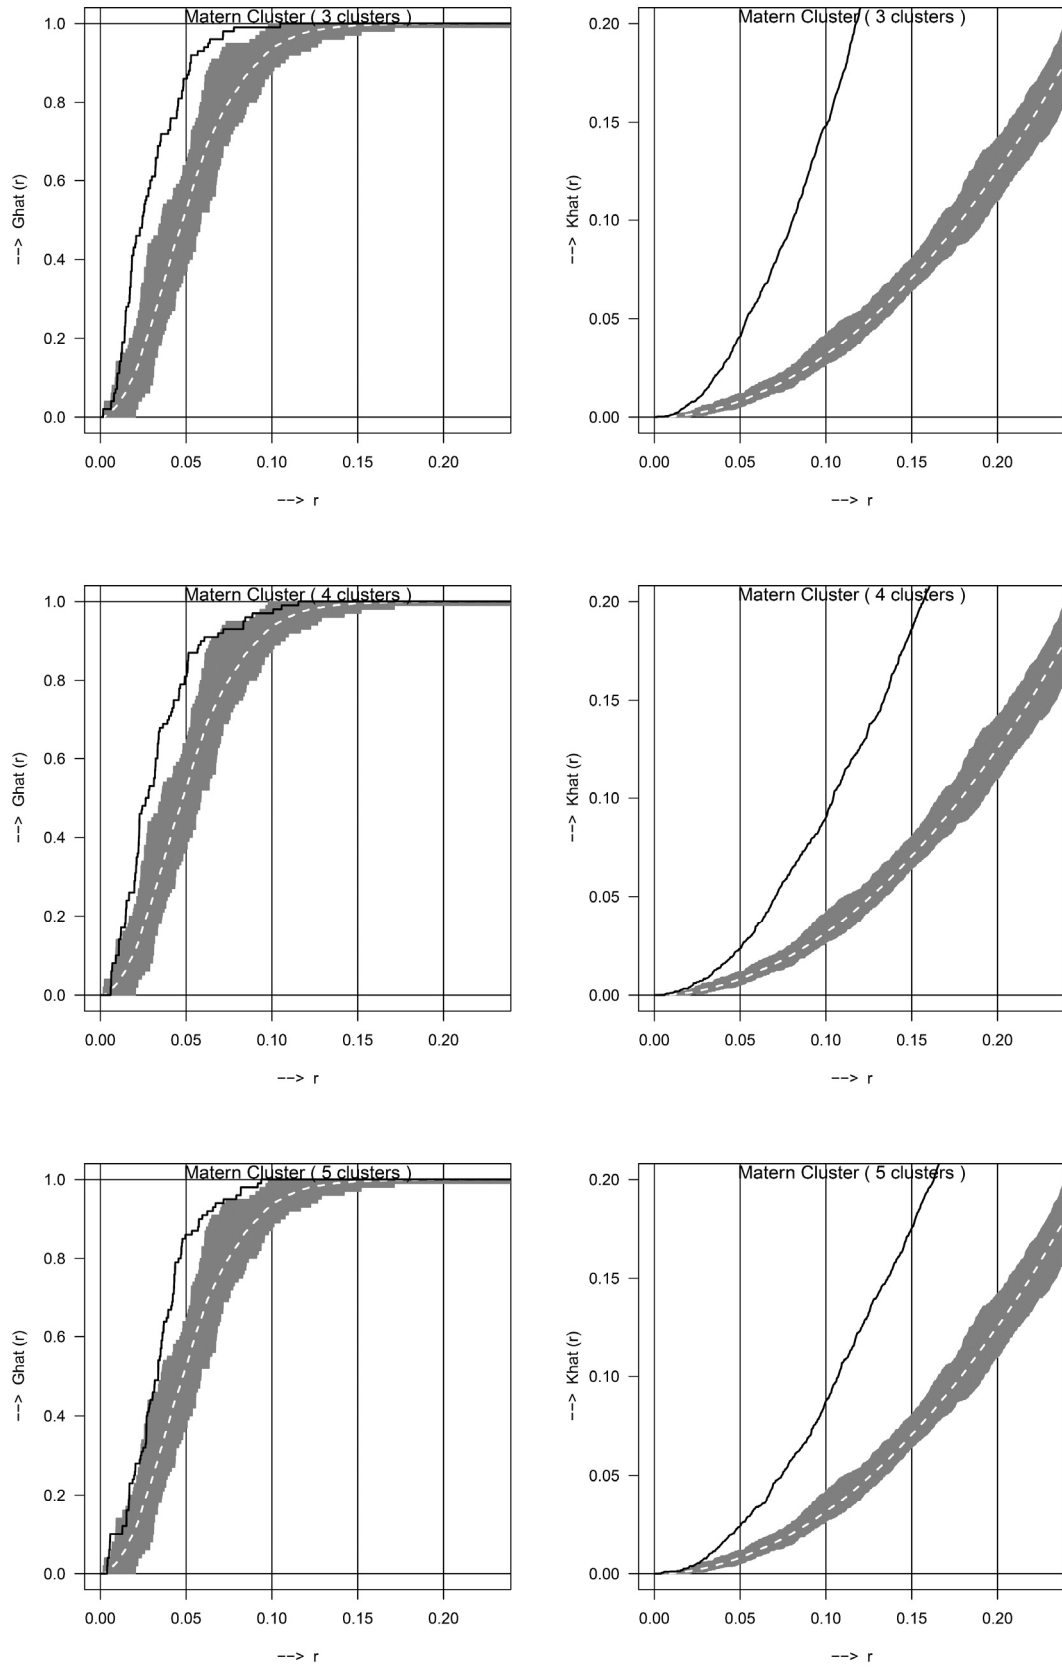 Matern Cluster ( 3 clusters )
1.0
0.8
0.6
0.4
0.2
0.0
−−> Ghat (r)
0.00 0.05 0.10 0.15 0.20
−−> r
Matern Cluster ( 3 clusters )
0.20
0.15
0.10
0.05
0.00
−−> Khat (r)
0.00 0.05 0.10 0.15 0.20
−−> r
Matern Cluster ( 4 clusters )
1.0
0.8
0.6
0.4
0.2
0.0
−−> Ghat (r)
0.00 0.05 0.10 0.15 0.20
−−> r
Matern Cluster ( 4 clusters )
0.20
0.15
0.10
0.05
0.00
−−> Khat (r)
0.00 0.05 0.10 0.15 0.20
−−> r
Matern Cluster ( 5 clusters )
1.0
0.8
0.6
0.4
0.2
0.0
−−> Ghat (r)
0.00 0.05 0.10 0.15 0.20
−−> r
Matern Cluster ( 5 clusters )
0.20
0.15
0.10
0.05
0.00
−−> Khat (r)
0.00 0.05 0.10 0.15 0.20
−−> r